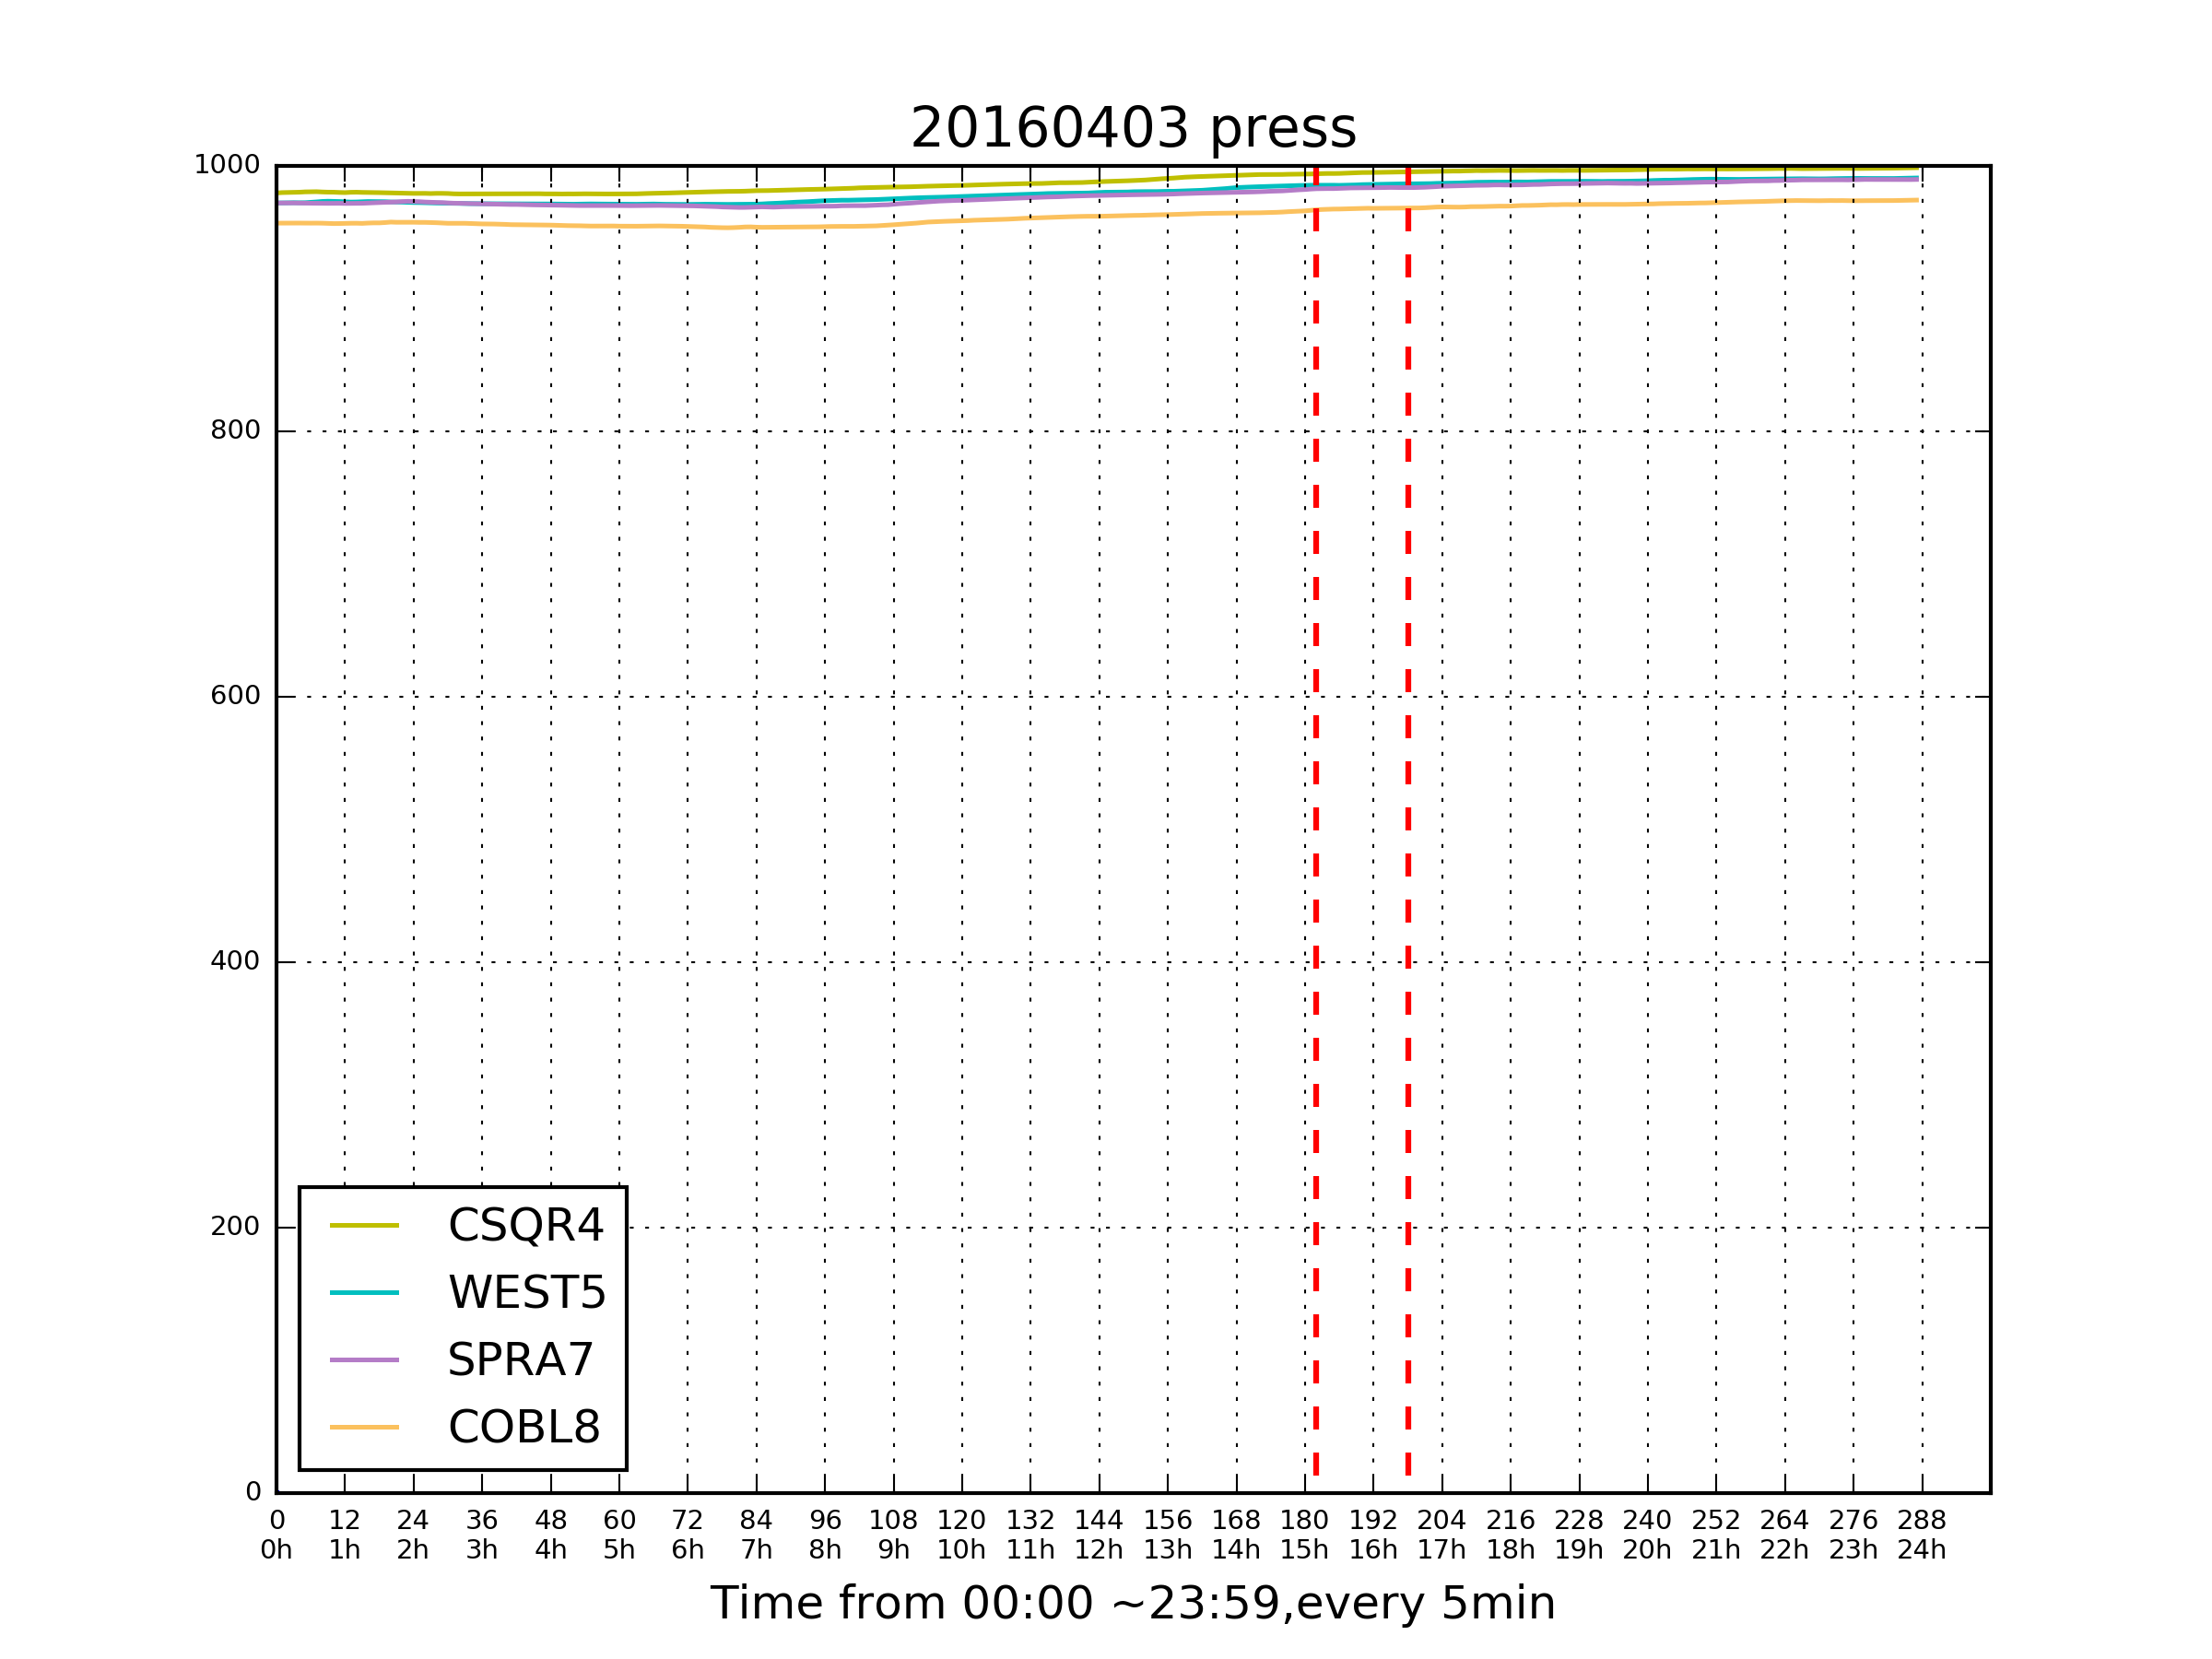 20160403 press
1000
800
600
400
200
0
CSQR4
WEST5
SPRA7
COBL8
0 12 24 36 48 60 72 84 96 108 120 132 144 156 168 180 192 204 216 228 240 252 264 276 288
0h 1h 2h 3h 4h 5h 6h 7h 8h 9h 10h 11h 12h 13h 14h 15h 16h 17h 18h 19h 20h 21h 22h 23h 24h
Time from 00:00 ~23:59,every 5min